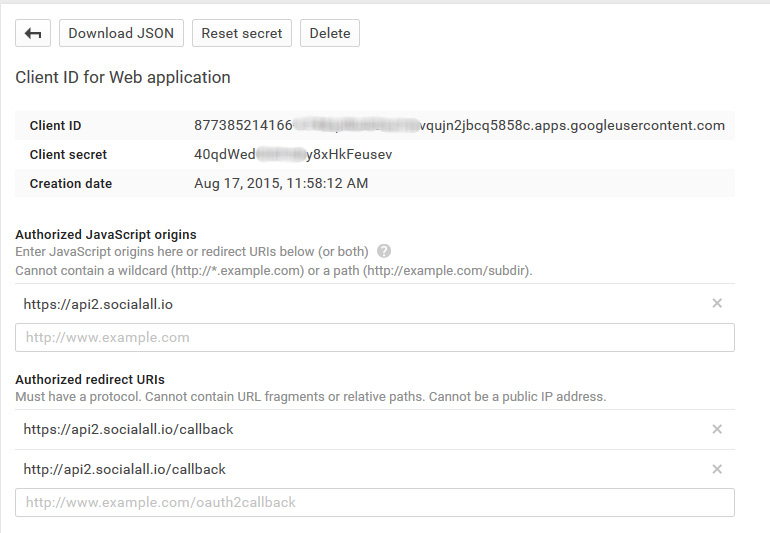 Download JSON Reset secret Delete
Client ID for Web application
Client ID 877385214166 vqujn2jbcq5858c.apps.googleusercontent.com
Client secret 40qdWed y8xHkFeusev
Creation date Aug 17, 2015, 11:58:12 AM
Authorized JavaScript origins
Enter JavaScript origins here or redirect URIs below (or both) ?
Cannot contain a wildcard (http://*.example.com) or a path (http://example.com/subdir).
https://api2.socialall.io ×
http://www.example.com
Authorized redirect URIs
Must have a protocol. Cannot contain URL fragments or relative paths. Cannot be a public IP address.
https://api2.socialall.io/callback ×
http://api2.socialall.io/callback ×
http://www.example.com/oauth2callback